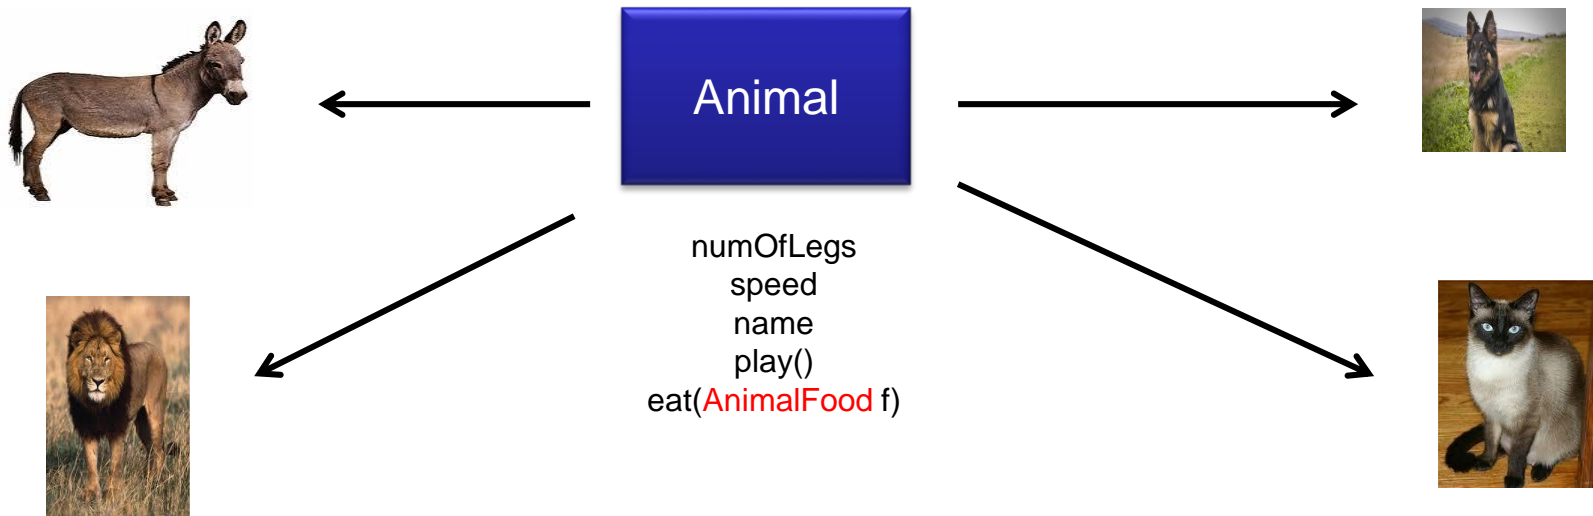 Animal
numOfLegs
speed
name
play()
eat(AnimalFood f)